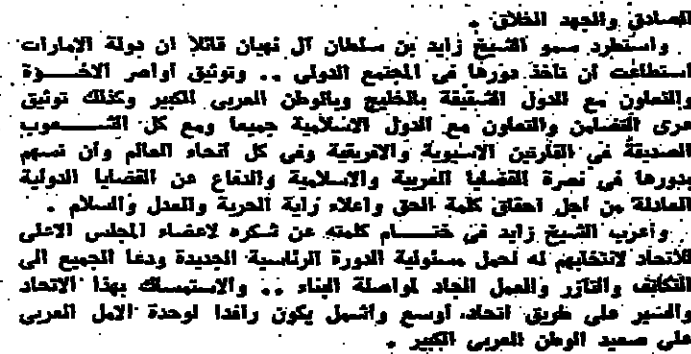 الصادق والجهد الخلاق .
واستطرد سمو الشيخ زايد بن سلطان آل نهيان قائلا ان دولة الامارات
استطاعت أن تأخذ دورها في المجتمع الدولي .. وتوثيق أواصر الاخـــوة
والتعاون مع الدول الشقيقة بالخليج وبالوطن العربي الكبير وكذلك توثيق
عرى التضامن والتعاون مع الدول الاسلامية جميعا ومع كل الشـــعوب
الصديقة في القارتين الاسيوية والافريقية وفي كل أنحاء العالم وأن تسهم
بدورها في نصرة القضايا العربية والاسلامية والدفاع عن القضايا الدولية
العادلة من أجل احقاق كلمة الحق واعلاء راية الحرية والعدل والسلام .
وأعرب الشيخ زايد في ختـــام كلمته عن شكره لاعضاء المجلس الاعلى
للاتحاد لانتخابهم له لحمل مسئولية الدورة الرئاسية الجديدة ودعا الجميع الى
التكاتف والتآزر والعمل الجاد لمواصلة البناء .. والاستمساك بهذا الاتحاد
والسير على طريق اتحاد أوسع وأشمل يكون رافدا لوحدة الامل العربي
على صعيد الوطن العربي الكبير .